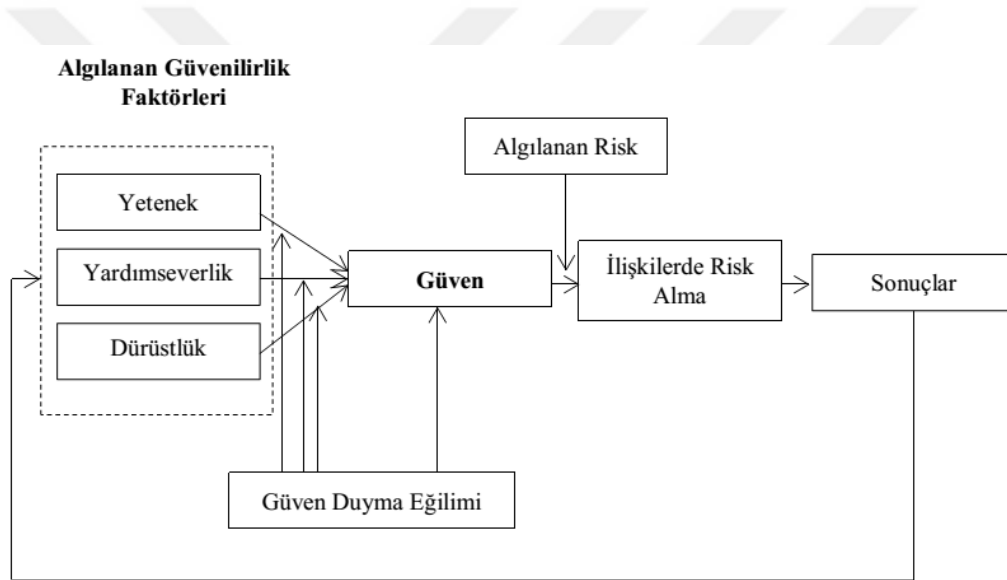 Algılanan Güvenilirlik
Faktörleri
Algılanan Risk
Yetenek
Yardımseverlik
Dürüstlük
Güven
İlişkilerde Risk
Alma
Sonuçlar
Güven Duyma Eğilimi